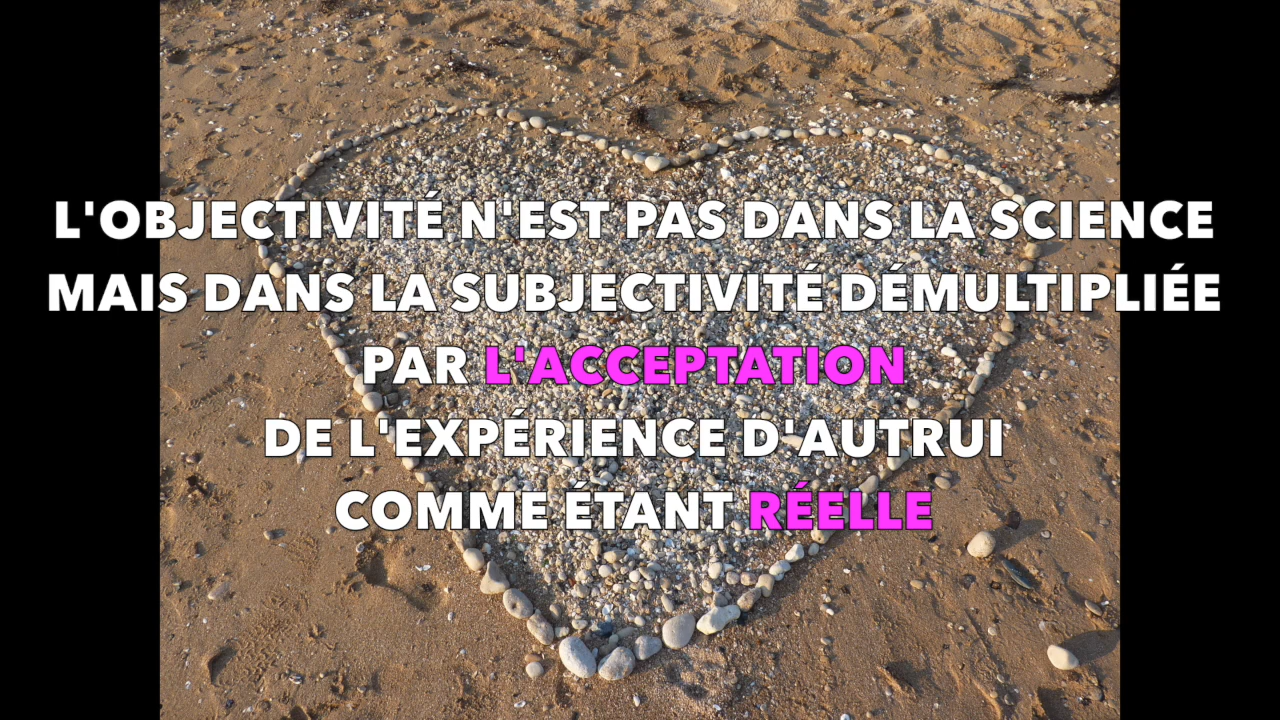 L'OBJECTIVITÉ N'EST PAS DANS LA SCIENCE
MAIS DANS LA SUBJECTIVITÉ DÉMULTIPLIÉE
PAR L'ACCEPTATION
DE L'EXPÉRIENCE D'AUTRUI
COMME ÉTANT RÉELLE